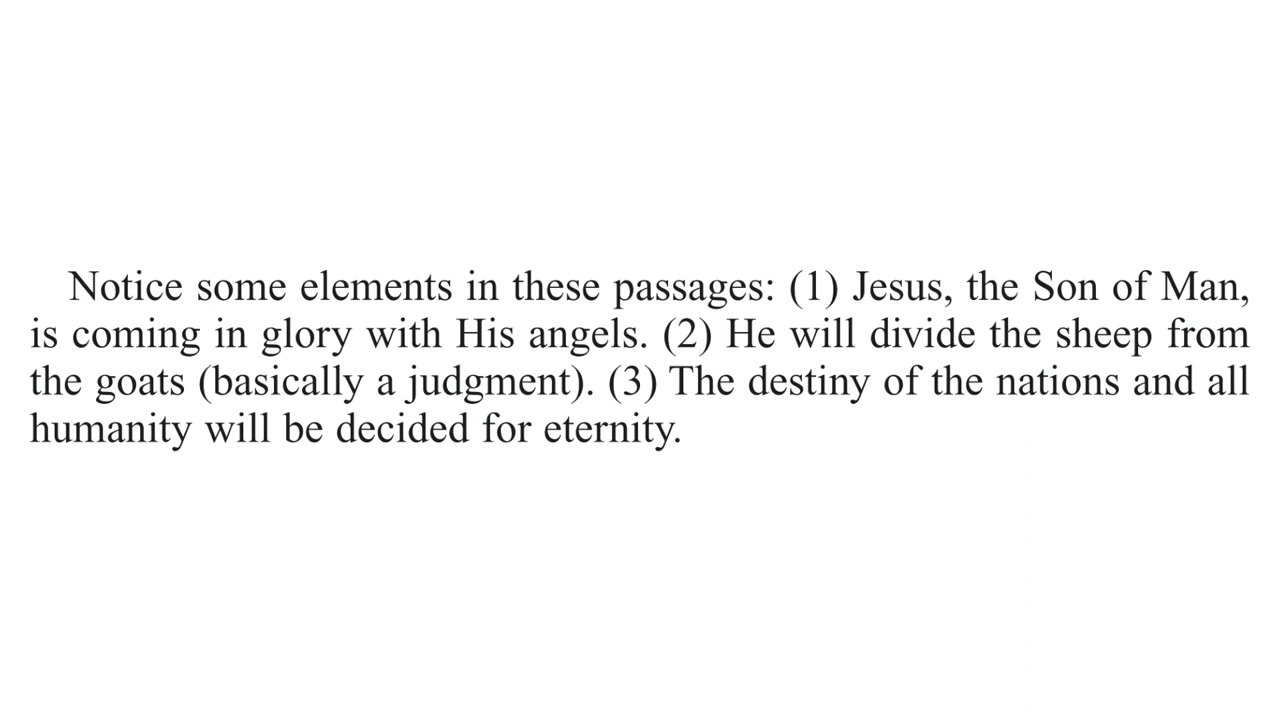 Notice some elements in these passages: (1) Jesus, the Son of Man,
is coming in glory with His angels. (2) He will divide the sheep from
the goats (basically a judgment). (3) The destiny of the nations and all
humanity will be decided for eternity.